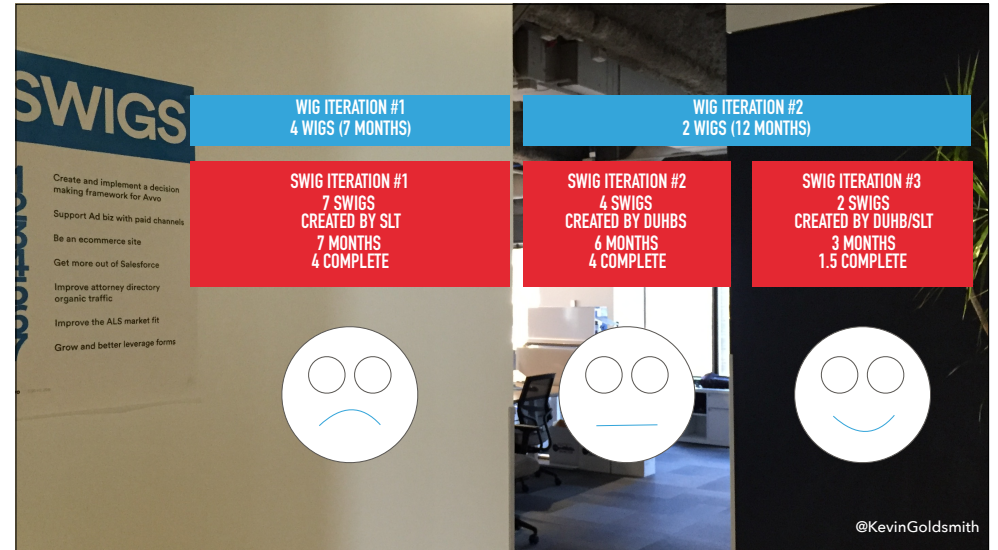 SWIGS
Create and implement a decision
making framework for Avvo
Support Ad biz with paid channels
Be an ecommerce site
Get more out of Salesforce
Improve attorney directory
organic traffic
Improve the ALS market fit
Grow and better leverage forms
WIG ITERATION #1
4 WIGS (7 MONTHS)
WIG ITERATION #2
2 WIGS (12 MONTHS)
SWIG ITERATION #1
7 SWIGS
CREATED BY SLT
7 MONTHS
4 COMPLETE
SWIG ITERATION #2
4 SWIGS
CREATED BY DUHBS
6 MONTHS
4 COMPLETE
SWIG ITERATION #3
2 SWIGS
CREATED BY DUHB/SLT
3 MONTHS
1.5 COMPLETE
@KevinGoldsmith